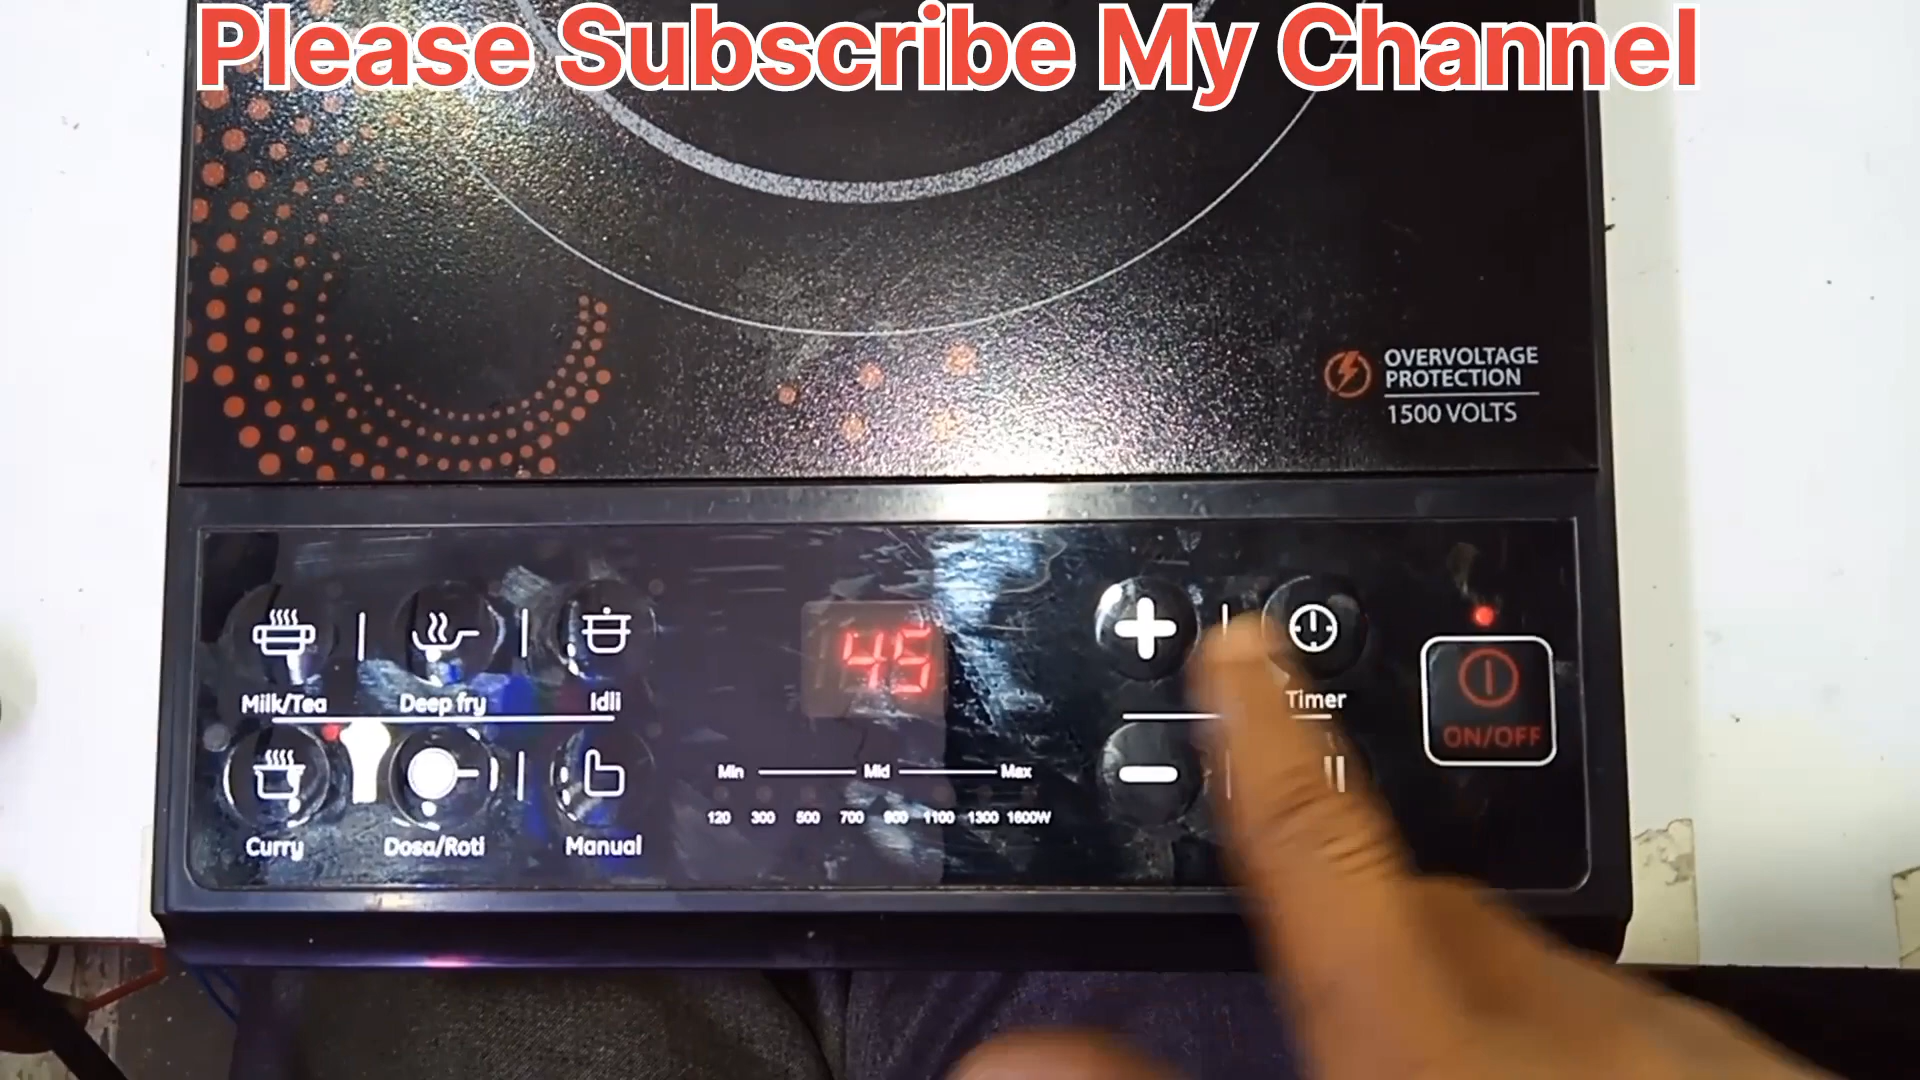 Please Subscribe My Channel
OVERVOLTAGE
PROTECTION
1500 VOLTS
45
Milk/Tea Deep fry Idli
Timer
ON/OFF
Min Mid Max
120 300 500 700 900 1100 1300 1600W
Curry Dosa/Roti Manual